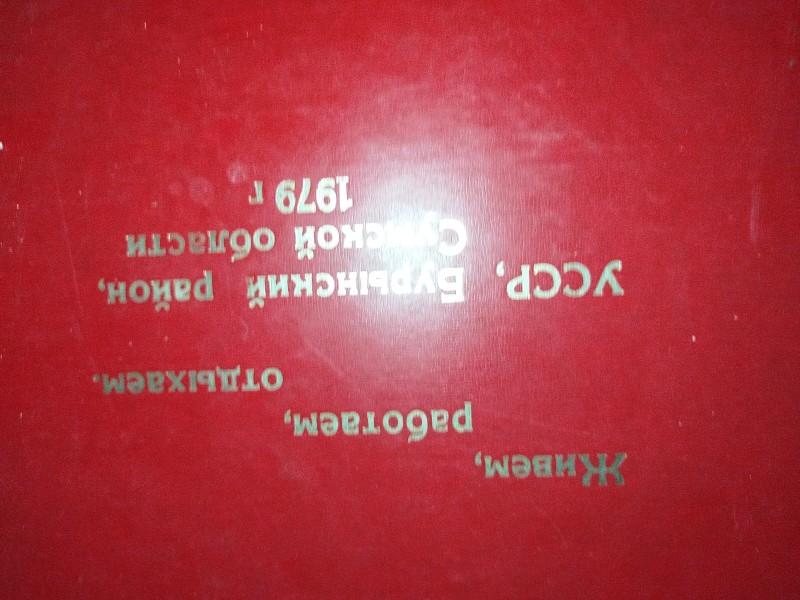 Живем,
работаем,
отдыхаем.
УССР, Бурынский район,
Сумской области
1979 г